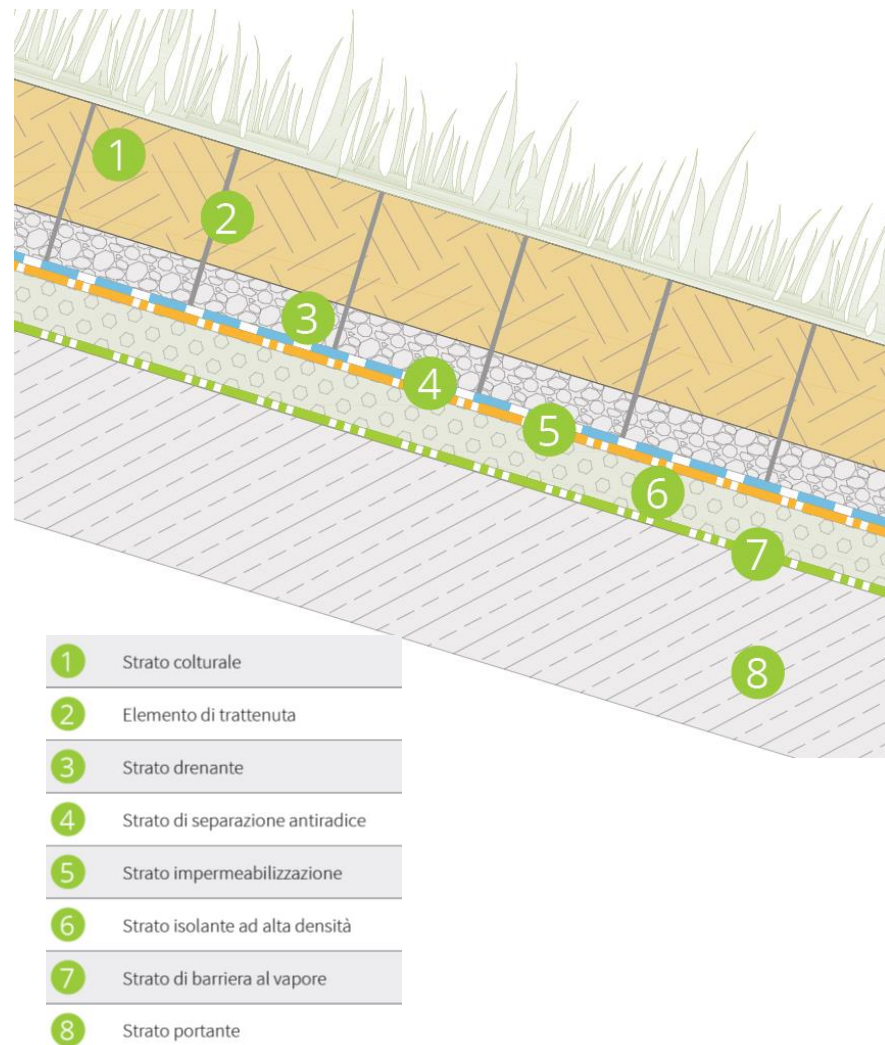 1
2
3
4
5
6
7
8
1 Strato colturale
2 Elemento di trattenuta
3 Strato drenante
4 Strato di separazione antiradice
5 Strato impermeabilizzazione
6 Strato isolante ad alta densità
7 Strato di barriera al vapore
8 Strato portante